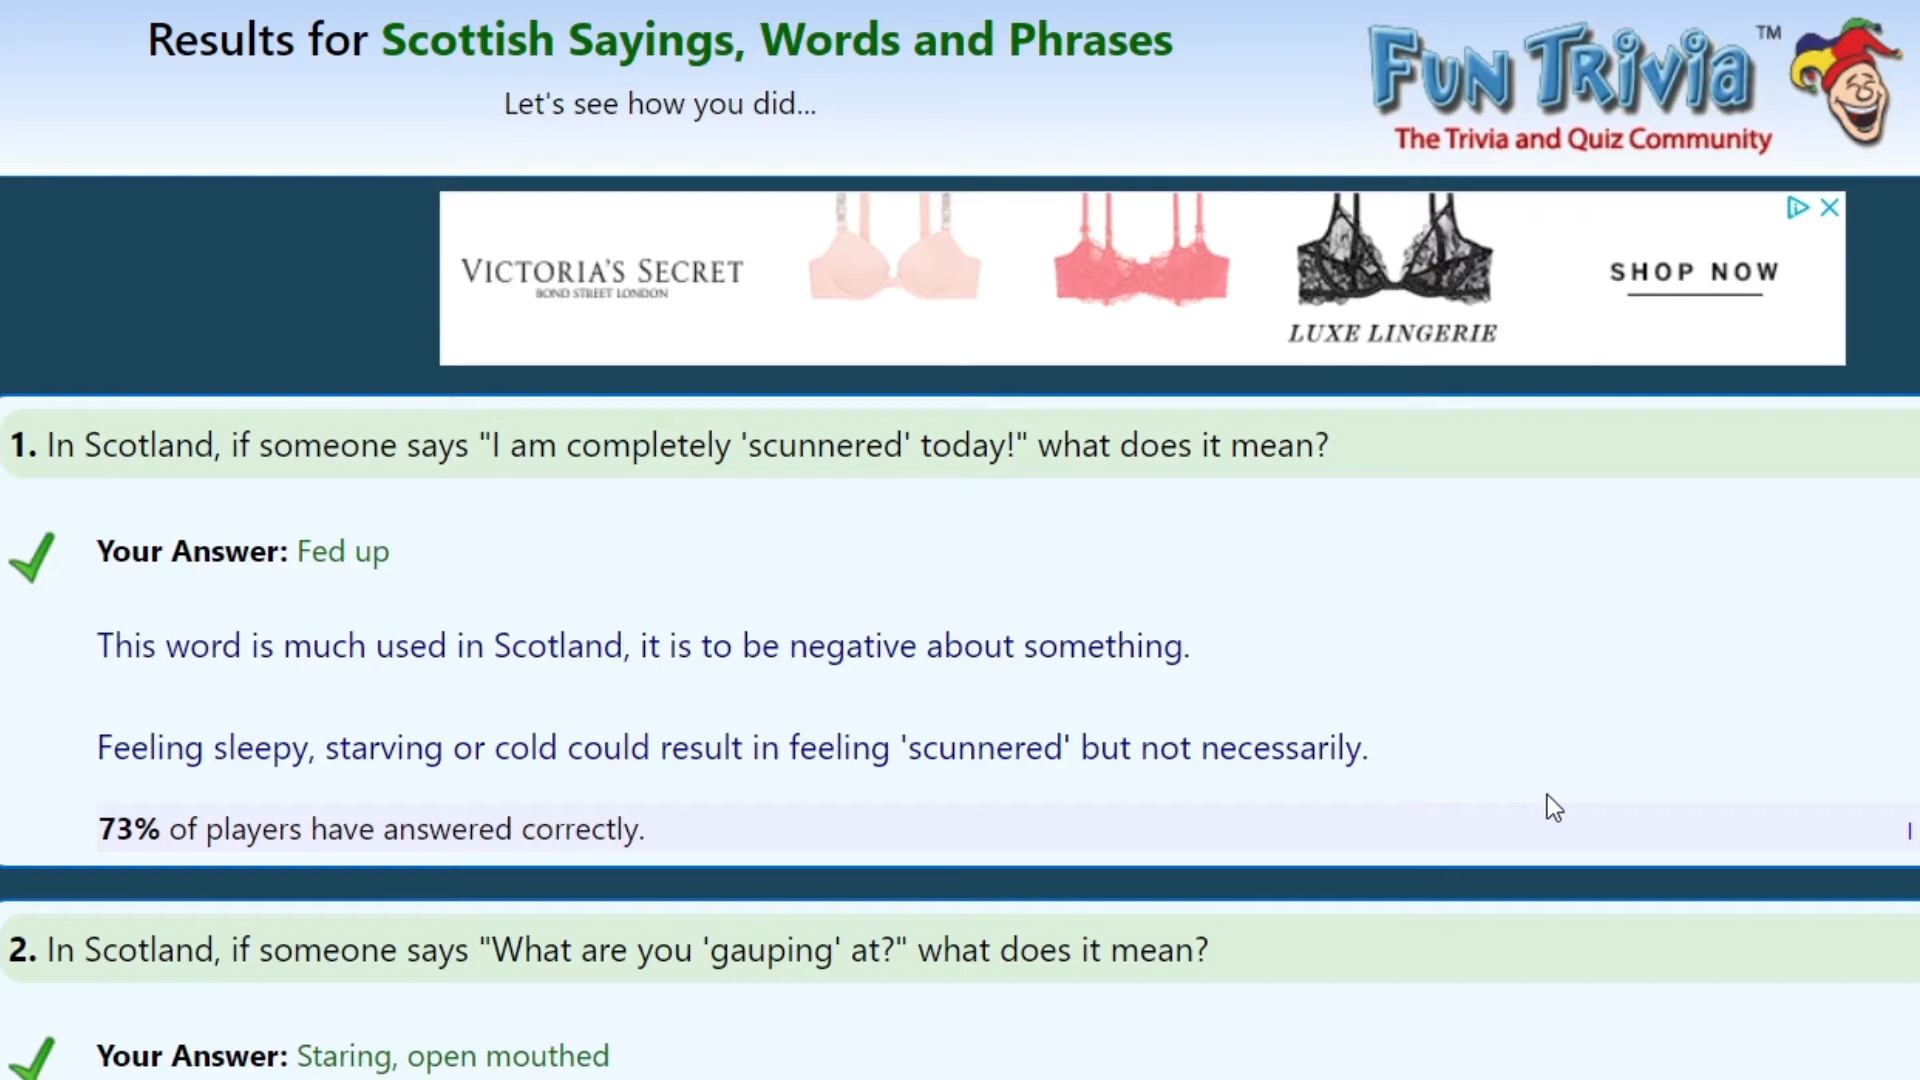 Results for Scottish Sayings, Words and Phrases
Let's see how you did...
FUN TRIVIA™
The Trivia and Quiz Community
VICTORIA'S SECRET
BOND STREET LONDON
LUXE LINGERIE
SHOP NOW
1. In Scotland, if someone says "I am completely 'scunnered' today!" what does it mean?
Your Answer: Fed up
This word is much used in Scotland, it is to be negative about something.
Feeling sleepy, starving or cold could result in feeling 'scunnered' but not necessarily.
73% of players have answered correctly.
2. In Scotland, if someone says "What are you 'gauping' at?" what does it mean?
Your Answer: Staring, open mouthed